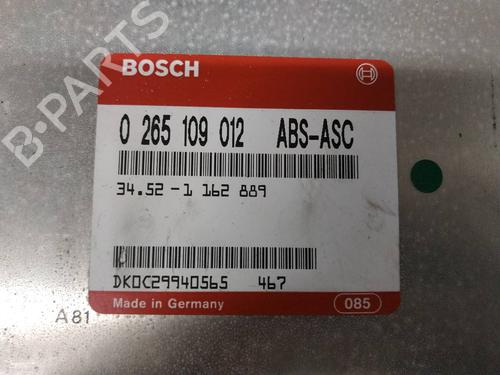 B-PARTS
BOSCH
0 265 109 012 ABS-ASC
34.52-1 162 889
DK0C29940565 467
Made in Germany 085
A81